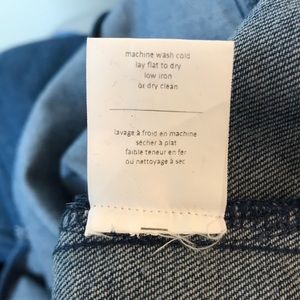 machine wash cold
lay flat to dry
low iron
or dry clean
lavage à froid en machine
sécher à plat
faible teneur en fer
ou nettoyage à sec